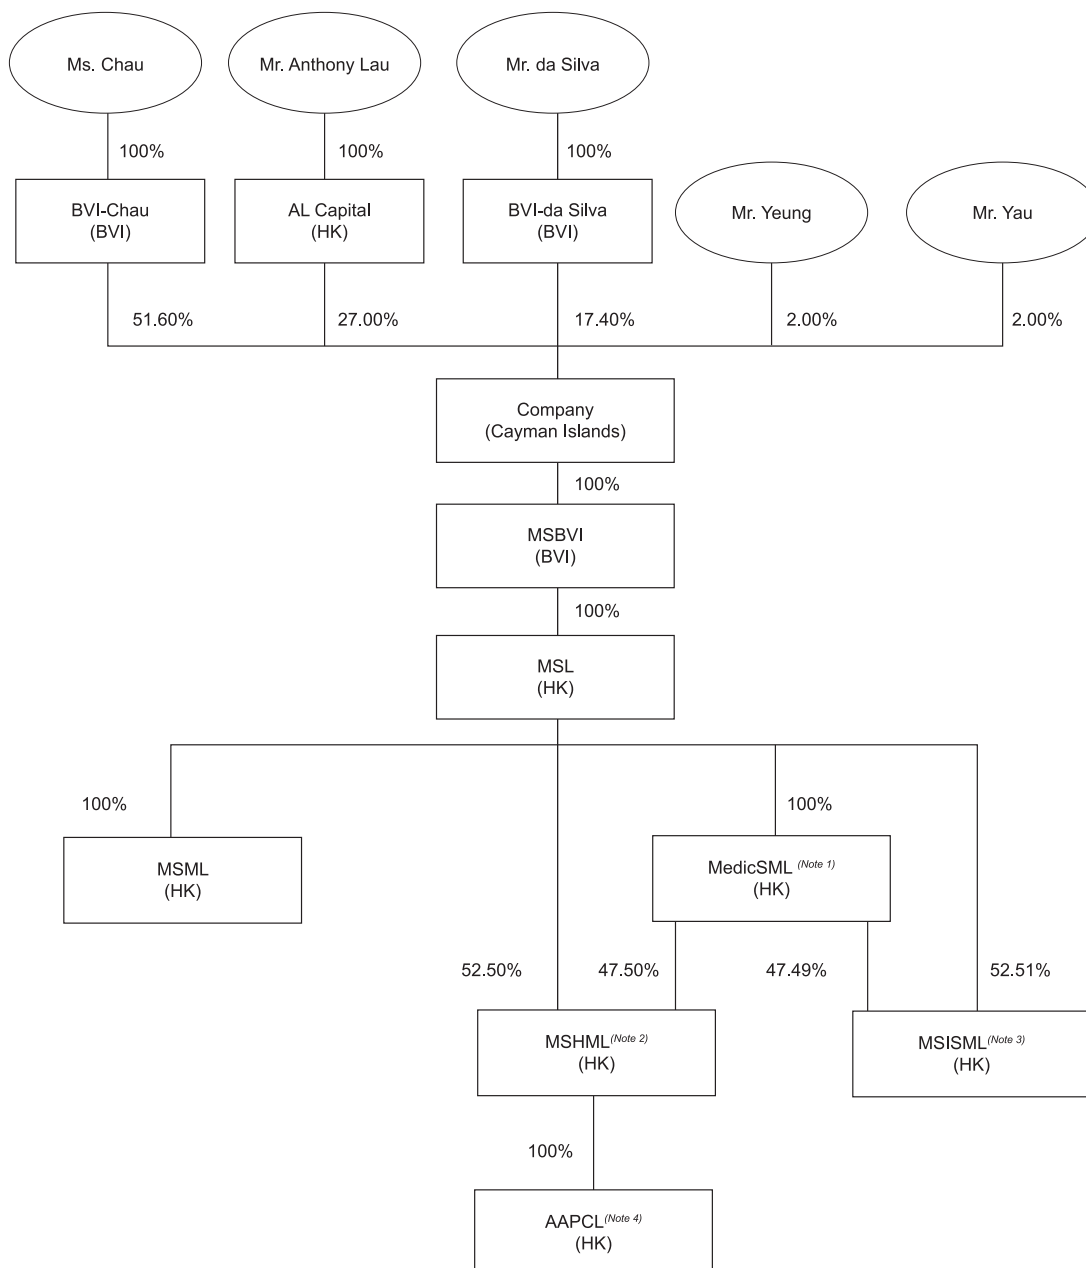 Ms. Chau
Mr. Anthony Lau
Mr. da Silva
100%
100%
100%
BVI-Chau
(BVI)
AL Capital
(HK)
BVI-da Silva
(BVI)
Mr. Yeung
Mr. Yau
51.60%
27.00%
17.40%
2.00%
2.00%
Company
(Cayman Islands)
100%
MSBVI
(BVI)
100%
MSL
(HK)
100%
100%
MSML
(HK)
MedicSML (Note 1)
(HK)
52.50%
47.50%
47.49%
52.51%
MSHML(Note 2)
(HK)
MSISML(Note 3)
(HK)
100%
AAPCL(Note 4)
(HK)